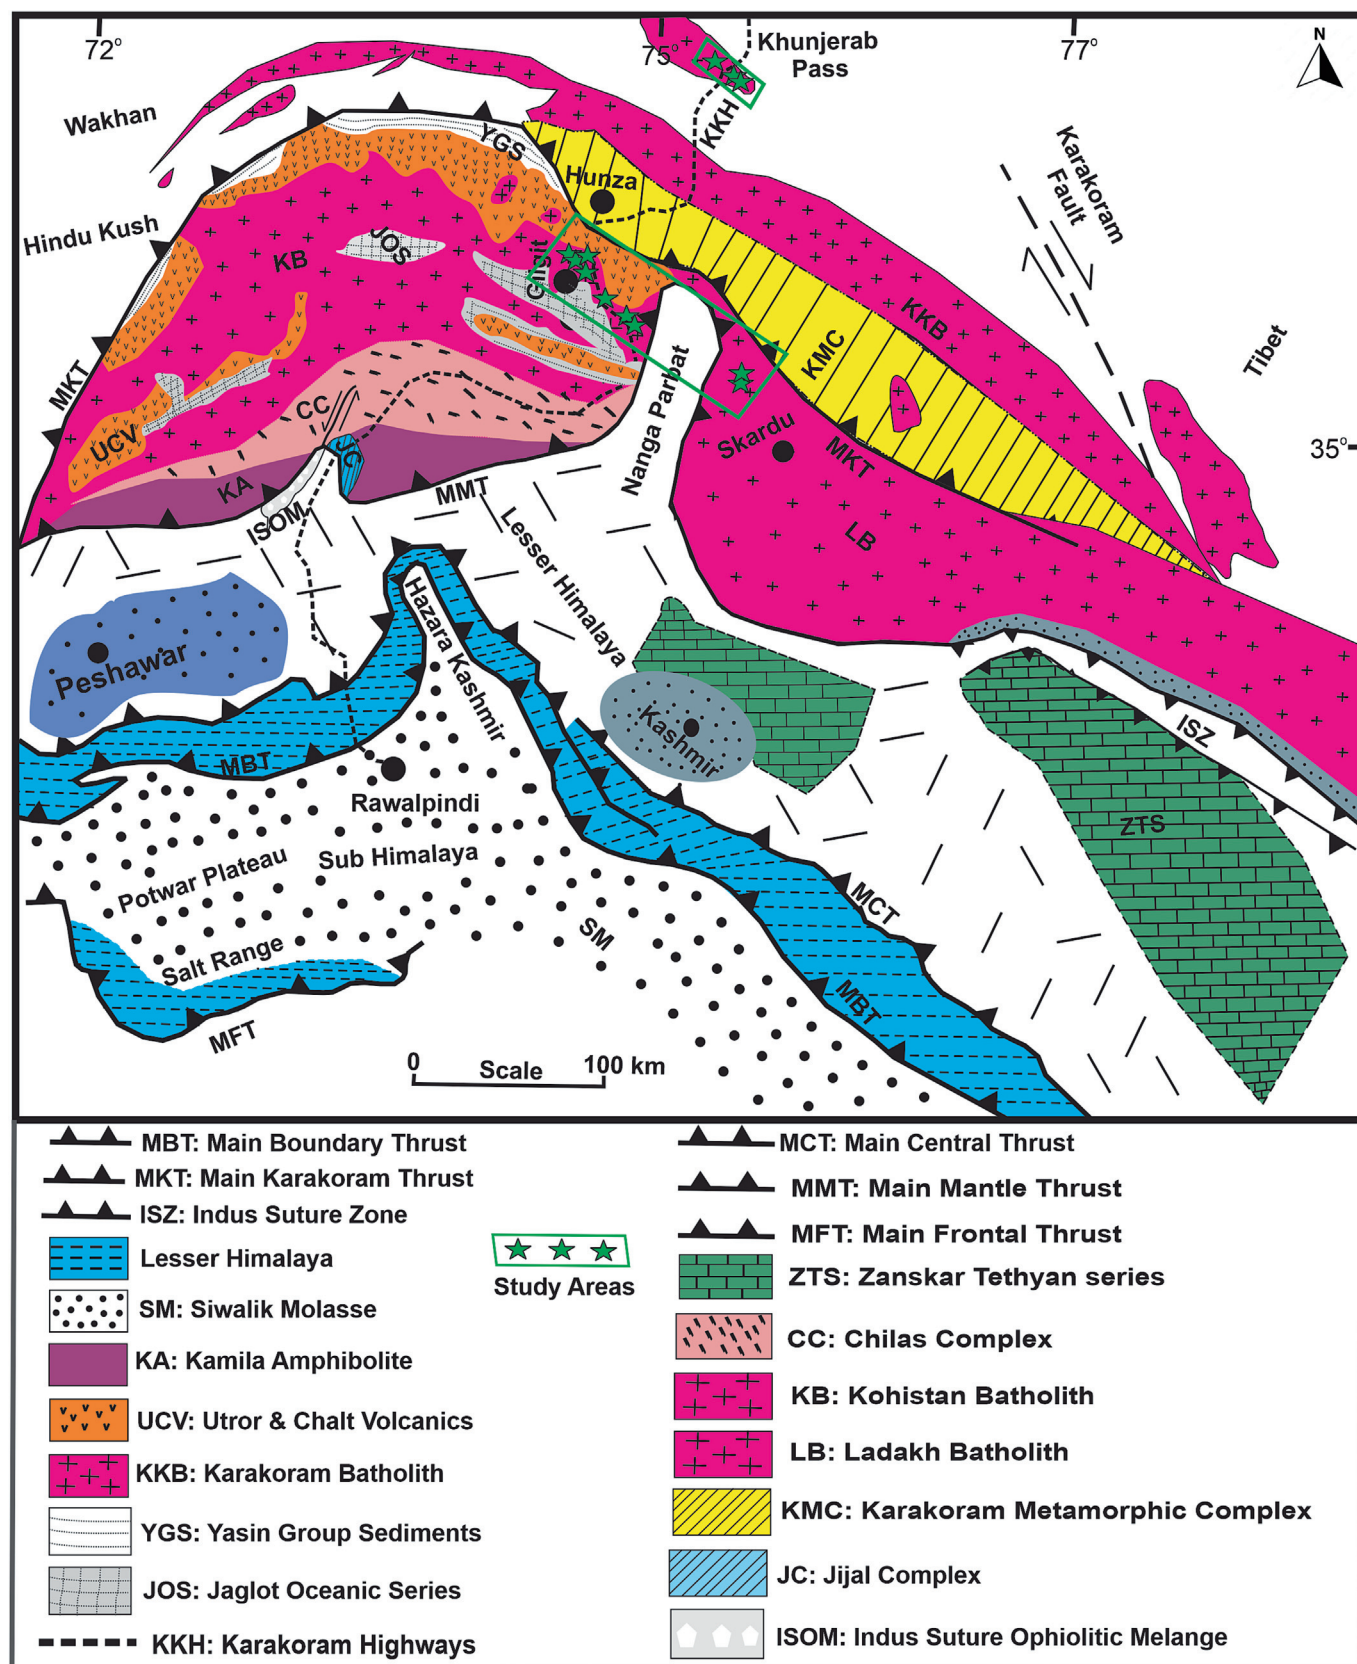 72°
75°
77°
N
Khunjerab
Pass
Wakhan
YGS
KKH
Karakoram
Fault
Hunza
Hindu Kush
JOS
KB
Gilgit
KKB
Tibet
MKT
KMC
CC
Nanga Parbat
UCV
JC
Skardu
MKT
35°
KA
MMT
ISOM
LB
Lesser Himalaya
Hazara Kashmir
Peshawar
Kashmir
ISZ
MBT
Rawalpindi
ZTS
Potwar Plateau
Sub Himalaya
MCT
SM
Salt Range
MBT
MFT
0
Scale
100 km
MBT: Main Boundary Thrust
MKT: Main Karakoram Thrust
ISZ: Indus Suture Zone
Lesser Himalaya
SM: Siwalik Molasse
KA: Kamila Amphibolite
UCV: Utror & Chalt Volcanics
KKB: Karakoram Batholith
YGS: Yasin Group Sediments
JOS: Jaglot Oceanic Series
KKH: Karakoram Highways
Study Areas
MCT: Main Central Thrust
MMT: Main Mantle Thrust
MFT: Main Frontal Thrust
ZTS: Zanskar Tethyan series
CC: Chilas Complex
KB: Kohistan Batholith
LB: Ladakh Batholith
KMC: Karakoram Metamorphic Complex
JC: Jijal Complex
ISOM: Indus Suture Ophiolitic Melange